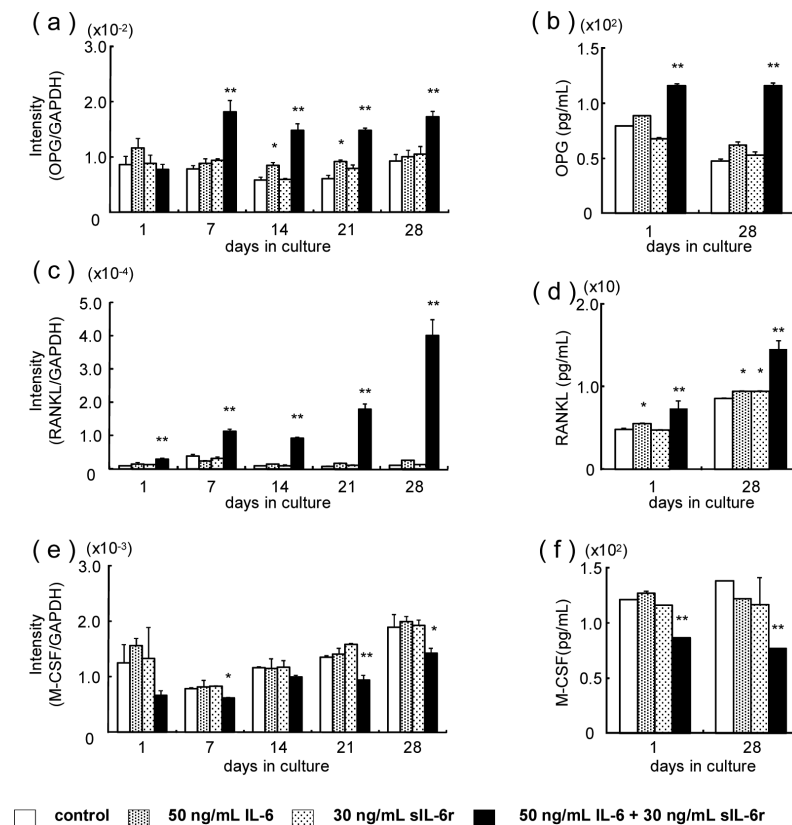 ( a ) (x10-2)
3.0
2.0
1.0
0
Intensity
(OPG/GAPDH)
** ** ** **
* *
1 7 14 21 28
days in culture
( b ) (x10²)
1.5
1.0
0.5
0
OPG (pg/mL)
** **
1 28
days in culture
( c ) (x10-4)
5.0
4.0
3.0
2.0
1.0
0
Intensity
(RANKL/GAPDH)
** ** ** ** **
1 7 14 21 28
days in culture
( d ) (x10)
2.0
1.0
0
RANKL (pg/mL)
* ** * * **
1 28
days in culture
( e ) (x10-3)
3.0
2.0
1.0
0
Intensity
(M-CSF/GAPDH)
* ** *
1 7 14 21 28
days in culture
( f ) (x10²)
1.5
1.0
0.5
0
M-CSF(pg/mL)
** **
1 28
days in culture
control 50 ng/mL IL-6 30 ng/mL sIL-6r 50 ng/mL IL-6 + 30 ng/mL sIL-6r